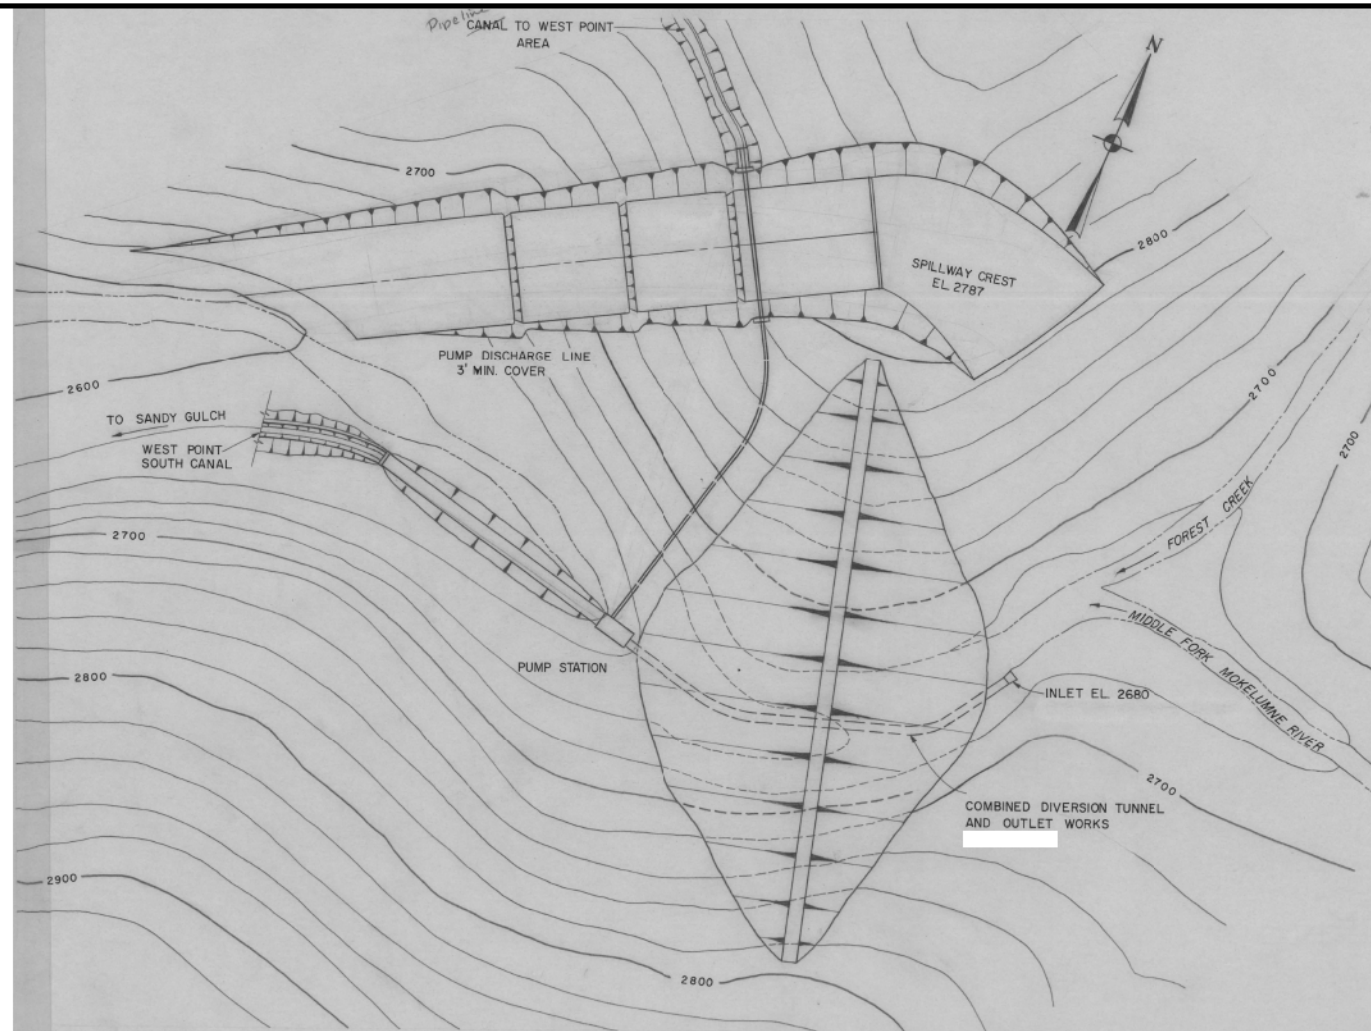 Pipeline
CANAL TO WEST POINT
AREA
N
2700
2800
SPILLWAY CREST
EL. 2787
PUMP DISCHARGE LINE
3' MIN. COVER
2600
2700
2700
TO SANDY GULCH
WEST POINT
SOUTH CANAL
FOREST CREEK
2700
MIDDLE FORK MOKELUMNE RIVER
PUMP STATION
2800
INLET EL. 2680
2700
COMBINED DIVERSION TUNNEL
AND OUTLET WORKS
2900
2800